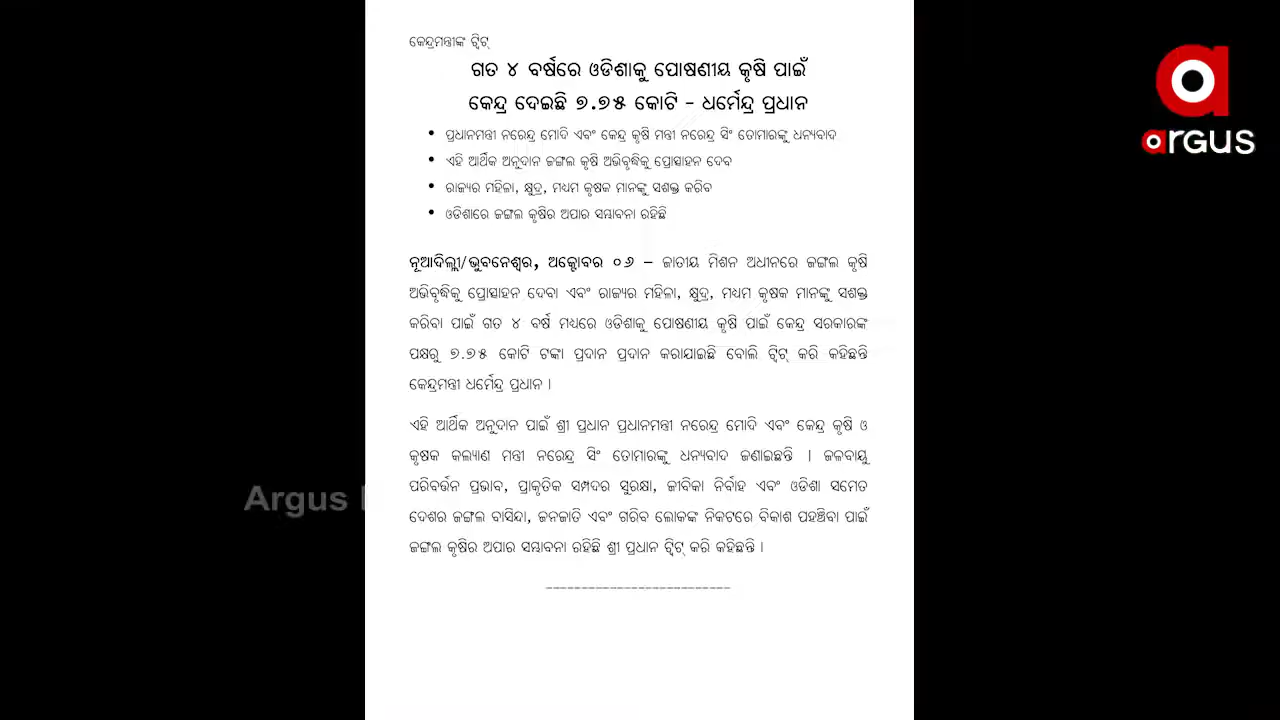 କେନ୍ଦ୍ରମନ୍ତ୍ରୀଙ୍କ ଟ୍ୱିଟ୍
ଗତ ୪ ବର୍ଷରେ ଓଡିଶାକୁ ପୋଷଣୀୟ କୃଷି ପାଇଁ
କେନ୍ଦ୍ର ଦେଇଛି ୭.୭୫ କୋଟି - ଧର୍ମେନ୍ଦ୍ର ପ୍ରଧାନ
• ପ୍ରଧାନମନ୍ତ୍ରୀ ନରେନ୍ଦ୍ର ମୋଦି ଏବଂ କେନ୍ଦ୍ର କୃଷି ମନ୍ତ୍ରୀ ନରେନ୍ଦ୍ର ସିଂ ତୋମାରଙ୍କୁ ଧନ୍ୟବାଦ
• ଏହି ଆର୍ଥିକ ଅନୁଦାନ ଜଙ୍ଗଲ କୃଷି ଅଭିବୃଦ୍ଧିକୁ ପ୍ରୋତ୍ସାହନ ଦେବ
• ରାଜ୍ୟର ମହିଳା, କ୍ଷୁଦ୍ର, ମଧ୍ୟମ କୃଷକ ମାନଙ୍କୁ ସଶକ୍ତ କରିବ
• ଓଡିଶାରେ ଜଙ୍ଗଲ କୃଷିର ଅପାର ସମ୍ଭାବନା ରହିଛି
ନୂଆଦିଲ୍ଲୀ/ଭୁବନେଶ୍ୱର, ଅକ୍ଟୋବର ୦୬ – ଜାତୀୟ ମିଶନ ଅଧୀନରେ ଜଙ୍ଗଲ କୃଷି
ଅଭିବୃଦ୍ଧିକୁ ପ୍ରୋତ୍ସାହନ ଦେବା ଏବଂ ରାଜ୍ୟର ମହିଳା, କ୍ଷୁଦ୍ର, ମଧ୍ୟମ କୃଷକ ମାନଙ୍କୁ ସଶକ୍ତ
କରିବା ପାଇଁ ଗତ ୪ ବର୍ଷ ମଧ୍ୟରେ ଓଡିଶାକୁ ପୋଷଣୀୟ କୃଷି ପାଇଁ କେନ୍ଦ୍ର ସରକାରଙ୍କ
ପକ୍ଷରୁ ୭.୭୫ କୋଟି ଟଙ୍କା ପ୍ରଦାନ ପ୍ରଦାନ କରାଯାଇଛି ବୋଲି ଟ୍ୱିଟ୍ କରି କହିଛନ୍ତି
କେନ୍ଦ୍ରମନ୍ତ୍ରୀ ଧର୍ମେନ୍ଦ୍ର ପ୍ରଧାନ ।
ଏହି ଆର୍ଥିକ ଅନୁଦାନ ପାଇଁ ଶ୍ରୀ ପ୍ରଧାନ ପ୍ରଧାନମନ୍ତ୍ରୀ ନରେନ୍ଦ୍ର ମୋଦି ଏବଂ କେନ୍ଦ୍ର କୃଷି ଓ
କୃଷକ କଲ୍ୟାଣ ମନ୍ତ୍ରୀ ନରେନ୍ଦ୍ର ସିଂ ତୋମାରଙ୍କୁ ଧନ୍ୟବାଦ ଜଣାଇଛନ୍ତି । ଜଳବାୟୁ
ପରିବର୍ତ୍ତନ ପ୍ରଭାବ, ପ୍ରାକୃତିକ ସମ୍ପଦର ସୁରକ୍ଷା, ଜୀବିକା ନିର୍ବାହ ଏବଂ ଓଡିଶା ସମେତ
ଦେଶର ଜଙ୍ଗଲ ବାସିନ୍ଦା, ଜନଜାତି ଏବଂ ଗରିବ ଲୋକଙ୍କ ନିକଟରେ ବିକାଶ ପହଞ୍ଚିବା ପାଇଁ
ଜଙ୍ଗଲ କୃଷିର ଅପାର ସମ୍ଭାବନା ରହିଛି ଶ୍ରୀ ପ୍ରଧାନ ଟ୍ୱିଟ୍ କରି କହିଛନ୍ତି ।
argus
Argus